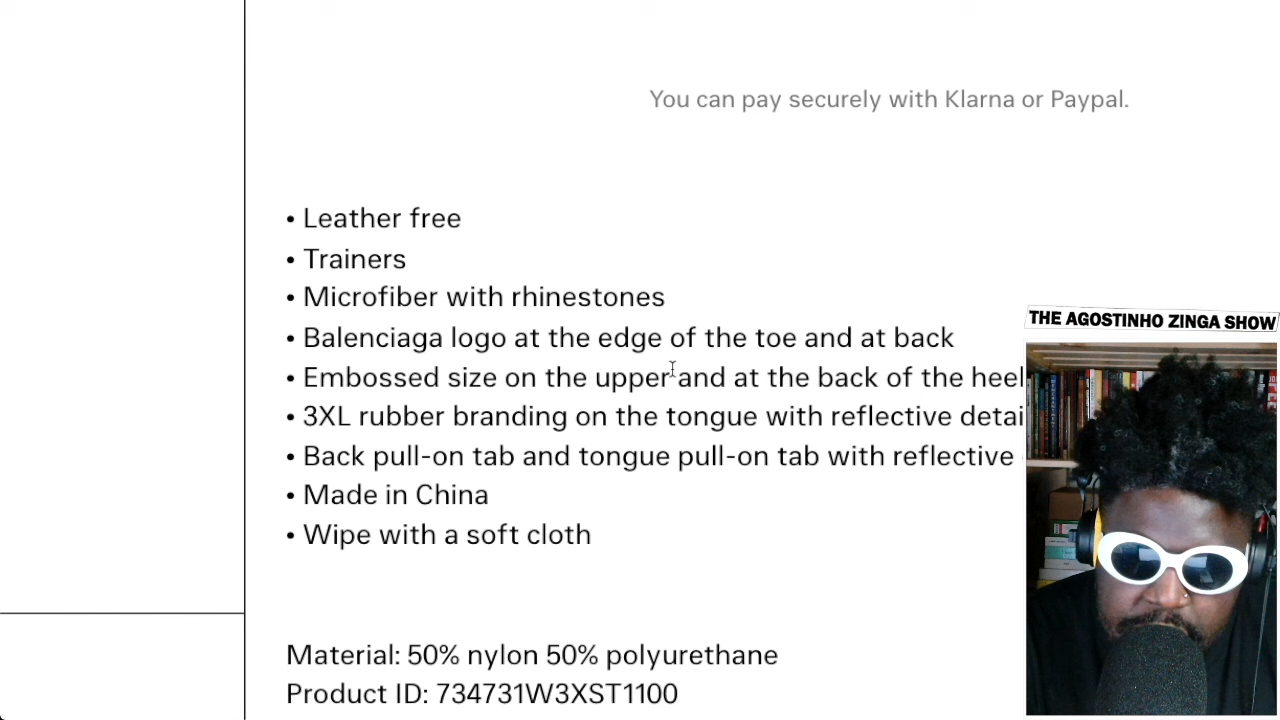 You can pay securely with Klarna or Paypal.
• Leather free
• Trainers
• Microfiber with rhinestones
• Balenciaga logo at the edge of the toe and at back
• Embossed size on the upper and at the back of the heel
• 3XL rubber branding on the tongue with reflective detai
• Back pull-on tab and tongue pull-on tab with reflective
• Made in China
• Wipe with a soft cloth
THE AGOSTINHO ZINGA SHOW
Material: 50% nylon 50% polyurethane
Product ID: 734731W3XST1100